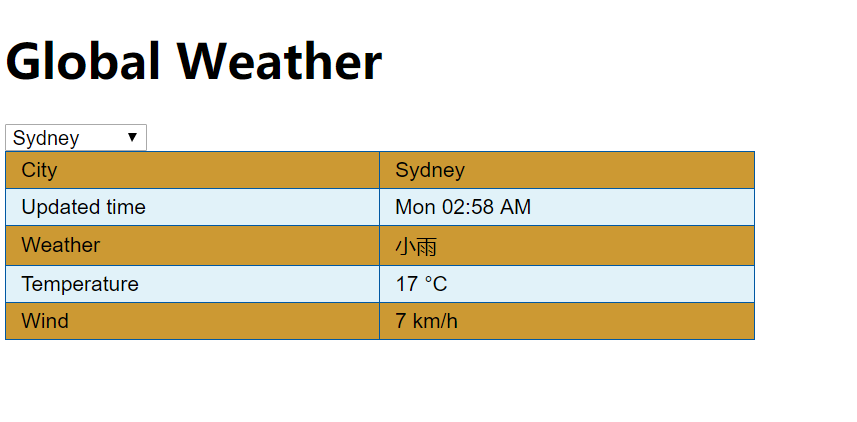 Global Weather
Sydney
City Sydney
Updated time Mon 02:58 AM
Weather 小雨
Temperature 17 °C
Wind 7 km/h